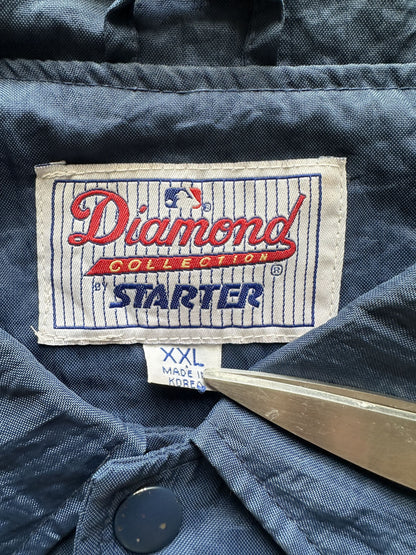 Diamond ®
COLLECTION ®
BY STARTER
XXL
MADE IN
KOREA